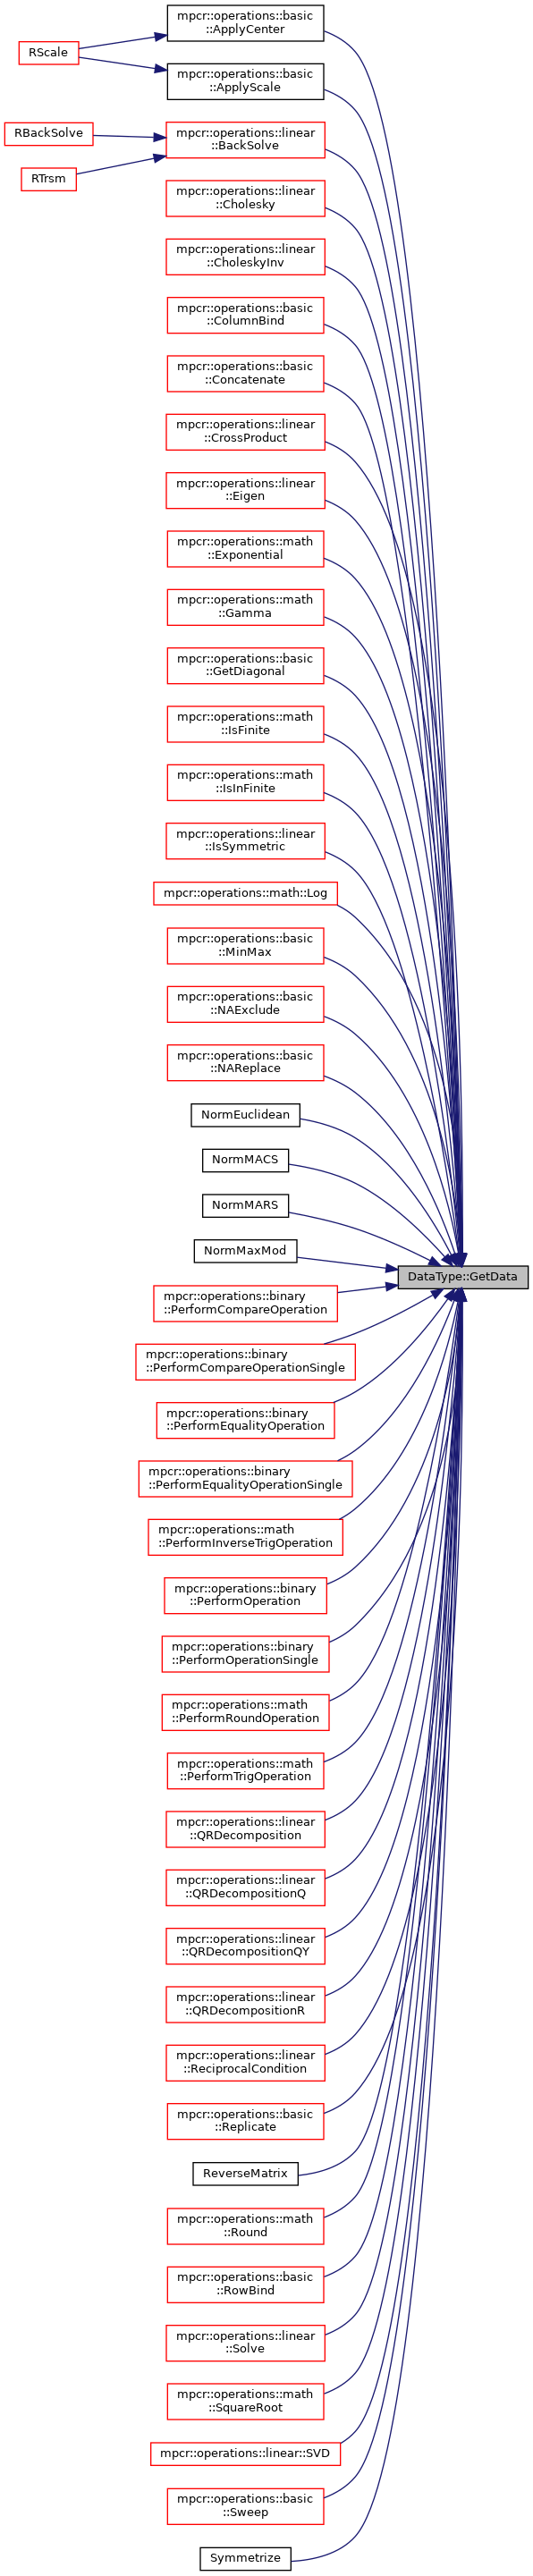 mpcr::operations::basic
::ApplyCenter
RScale
mpcr::operations::basic
::ApplyScale
mpcr::operations::linear
::BackSolve
RBackSolve
RTrsm
mpcr::operations::linear
::Cholesky
mpcr::operations::linear
::CholeskyInv
mpcr::operations::basic
::ColumnBind
mpcr::operations::basic
::Concatenate
mpcr::operations::linear
::CrossProduct
mpcr::operations::linear
::Eigen
mpcr::operations::math
::Exponential
mpcr::operations::math
::Gamma
mpcr::operations::basic
::GetDiagonal
mpcr::operations::math
::IsFinite
mpcr::operations::math
::IsInFinite
mpcr::operations::linear
::IsSymmetric
mpcr::operations::math::Log
mpcr::operations::basic
::MinMax
mpcr::operations::basic
::NAExclude
mpcr::operations::basic
::NAReplace
NormEuclidean
NormMACS
NormMARS
NormMaxMod
DataType::GetData
mpcr::operations::binary
::PerformCompareOperation
mpcr::operations::binary
::PerformCompareOperationSingle
mpcr::operations::binary
::PerformEqualityOperation
mpcr::operations::binary
::PerformEqualityOperationSingle
mpcr::operations::math
::PerformInverseTrigOperation
mpcr::operations::binary
::PerformOperation
mpcr::operations::binary
::PerformOperationSingle
mpcr::operations::math
::PerformRoundOperation
mpcr::operations::math
::PerformTrigOperation
mpcr::operations::linear
::QRDecomposition
mpcr::operations::linear
::QRDecompositionQ
mpcr::operations::linear
::QRDecompositionQY
mpcr::operations::linear
::QRDecompositionR
mpcr::operations::linear
::ReciprocalCondition
mpcr::operations::basic
::Replicate
ReverseMatrix
mpcr::operations::math
::Round
mpcr::operations::basic
::RowBind
mpcr::operations::linear
::Solve
mpcr::operations::math
::SquareRoot
mpcr::operations::linear::SVD
mpcr::operations::basic
::Sweep
Symmetrize